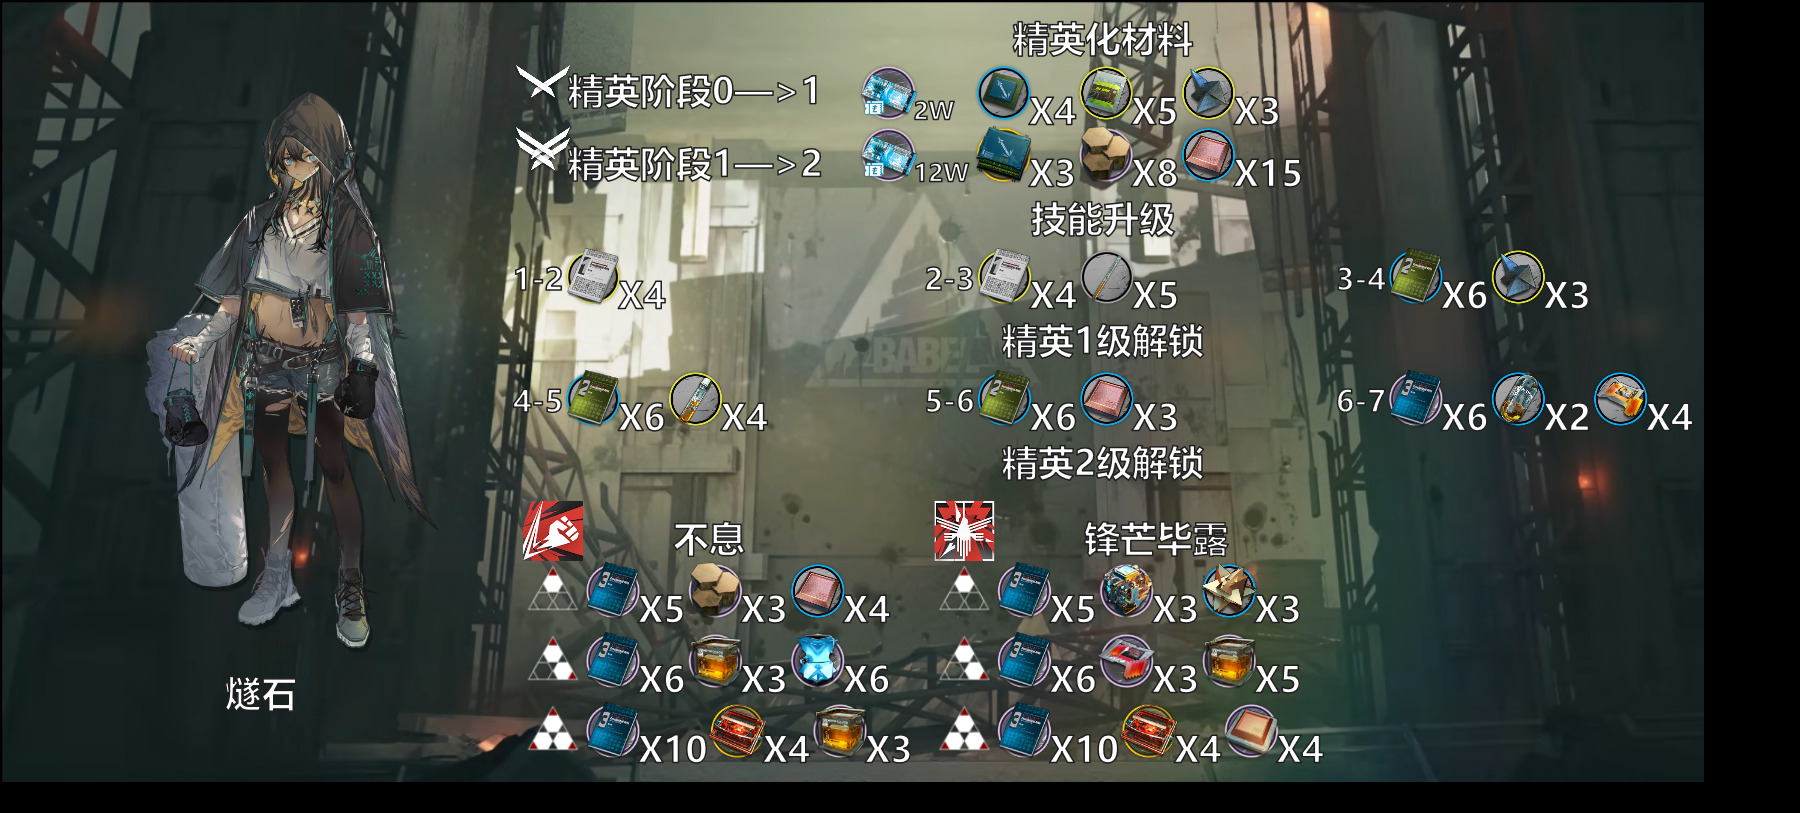 精英化材料
精英阶段0—>1 2W X4 X5 X3
精英阶段1—>2 12W X3 X8 X15
技能升级
1-2 X4 2-3 X4 X5 3-4 X6 X3
精英1级解锁
4-5 X6 X4 5-6 X6 X3 6-7 X6 X2 X4
精英2级解锁
不息 锋芒毕露
X5 X3 X4 X5 X3 X3
X6 X3 X6 X6 X3 X5
X10 X4 X3 X10 X4 X4
燧石
BABEL